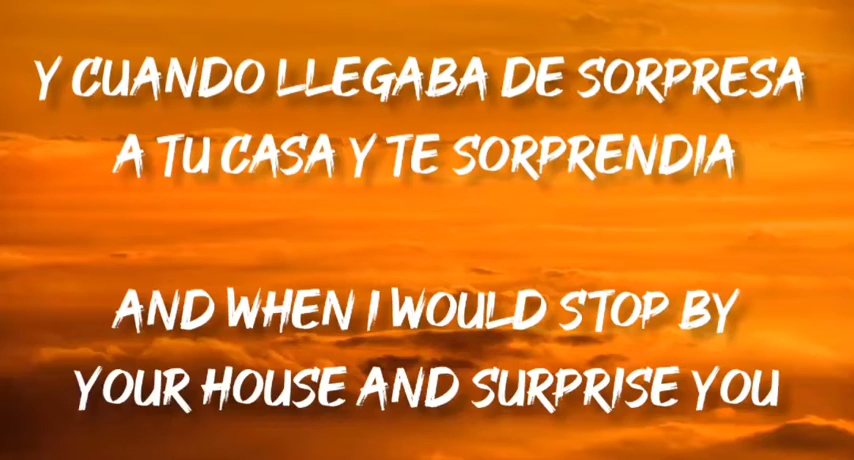 Y CUANDO LLEGABA DE SORPRESA
A TU CASA Y TE SORPRENDIA
AND WHEN I WOULD STOP BY
YOUR HOUSE AND SURPRISE YOU